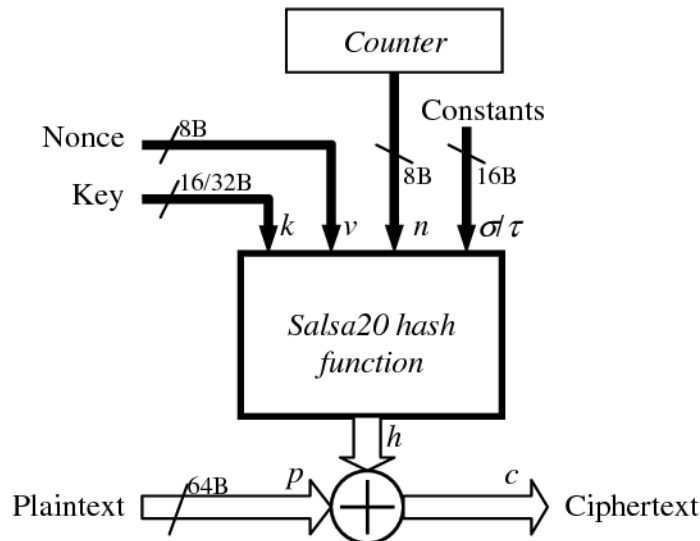 Counter
Constants
Nonce
8B
8B
16B
Key
16/32B
k
v
n
σ/τ
Salsa20 hash
function
h
Plaintext
64B
p
c
Ciphertext